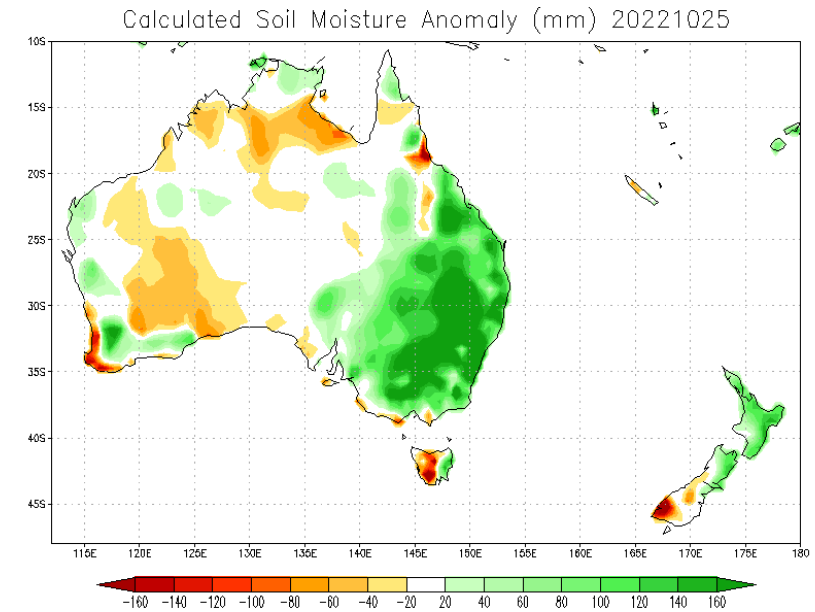 Calculated Soil Moisture Anomaly (mm) 20221025
10S
15S
20S
25S
30S
35S
40S
45S
115E 120E 125E 130E 135E 140E 145E 150E 155E 160E 165E 170E 175E 180
-160 -140 -120 -100 -80 -60 -40 -20 20 40 60 80 100 120 140 160